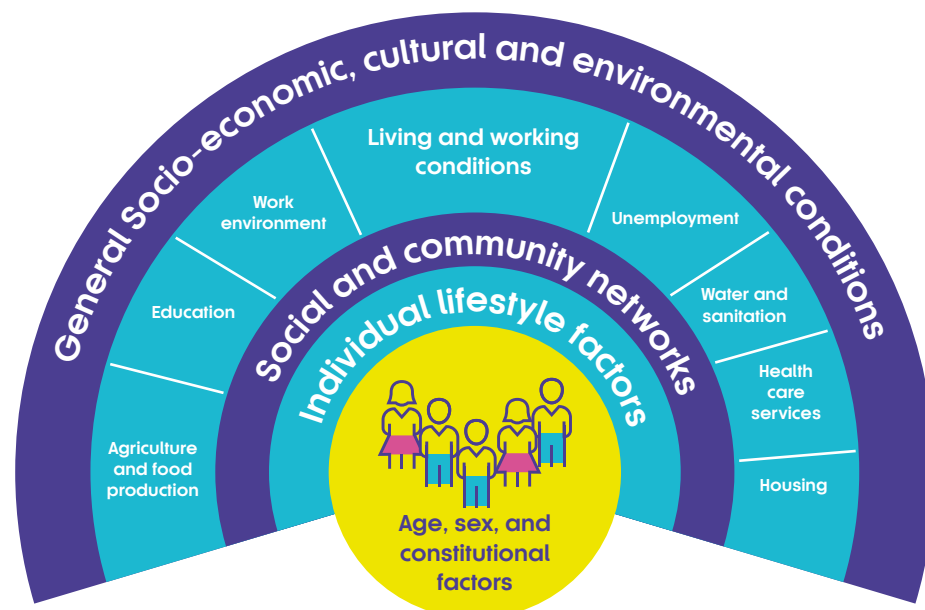 General Socio-economic, cultural and environmental conditions
Living and working
conditions
Work
environment
Unemployment
Education
Water and
sanitation
Agriculture
and food
production
Health
care
services
Housing
Social and community networks
Individual lifestyle factors
Age, sex, and
constitutional
factors